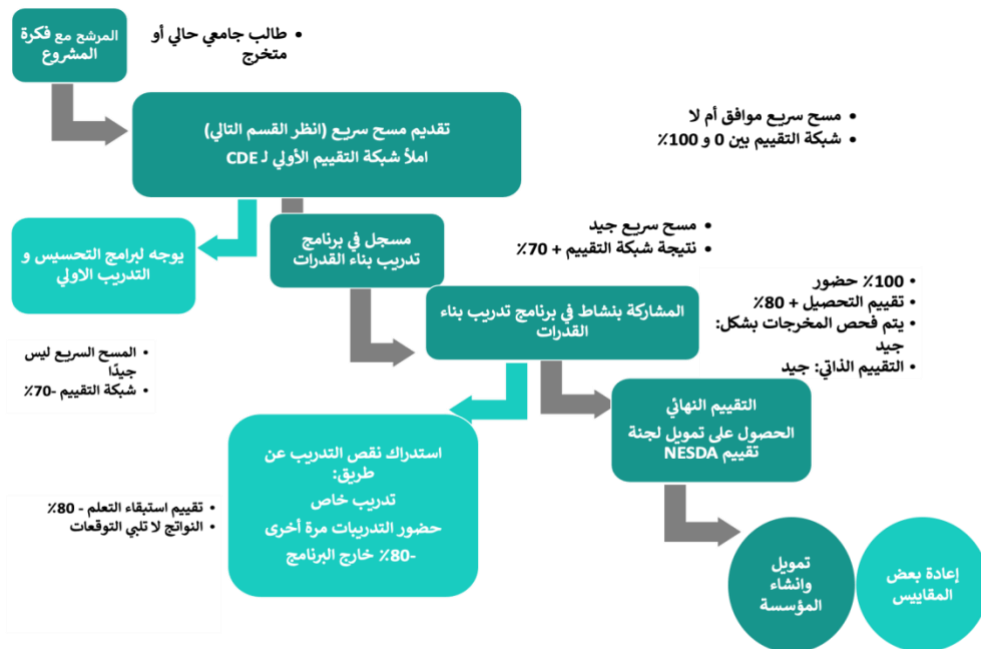 المرشح مع فكرة
المشروع
• طالب جامعي حالي أو
متخرج
تقديم مسح سريع (انظر القسم التالي)
املأ شبكة التقييم الأولي لـ CDE
• مسح سريع موافق أم لا
• شبكة التقييم بين 0 و 100٪
يوجه لبرامج التحسيس و
التدريب الاولي
مسجل في برنامج
تدريب بناء القدرات
• مسح سريع جيد
• نتيجة شبكة التقييم + 70٪
المشاركة بنشاط في برنامج تدريب بناء
القدرات
• 100٪ حضور
• تقييم التحصيل + 80٪
• يتم فحص المخرجات بشكل:
جيد
• التقييم الذاتي: جيد
• المسح السريع ليس
جيدًا
• شبكة التقييم -70٪
التقييم النهائي
الحصول على تمويل لجنة
تقييم NESDA
استدراك نقص التدريب عن
طريق:
تدريب خاص
حضور التدريبات مرة أخرى
-80٪ خارج البرنامج
• تقييم استبقاء التعلم - 80٪
• النواتج لا تلبي التوقعات
تمويل
وانشاء
المؤسسة
إعادة بعض
المقاييس